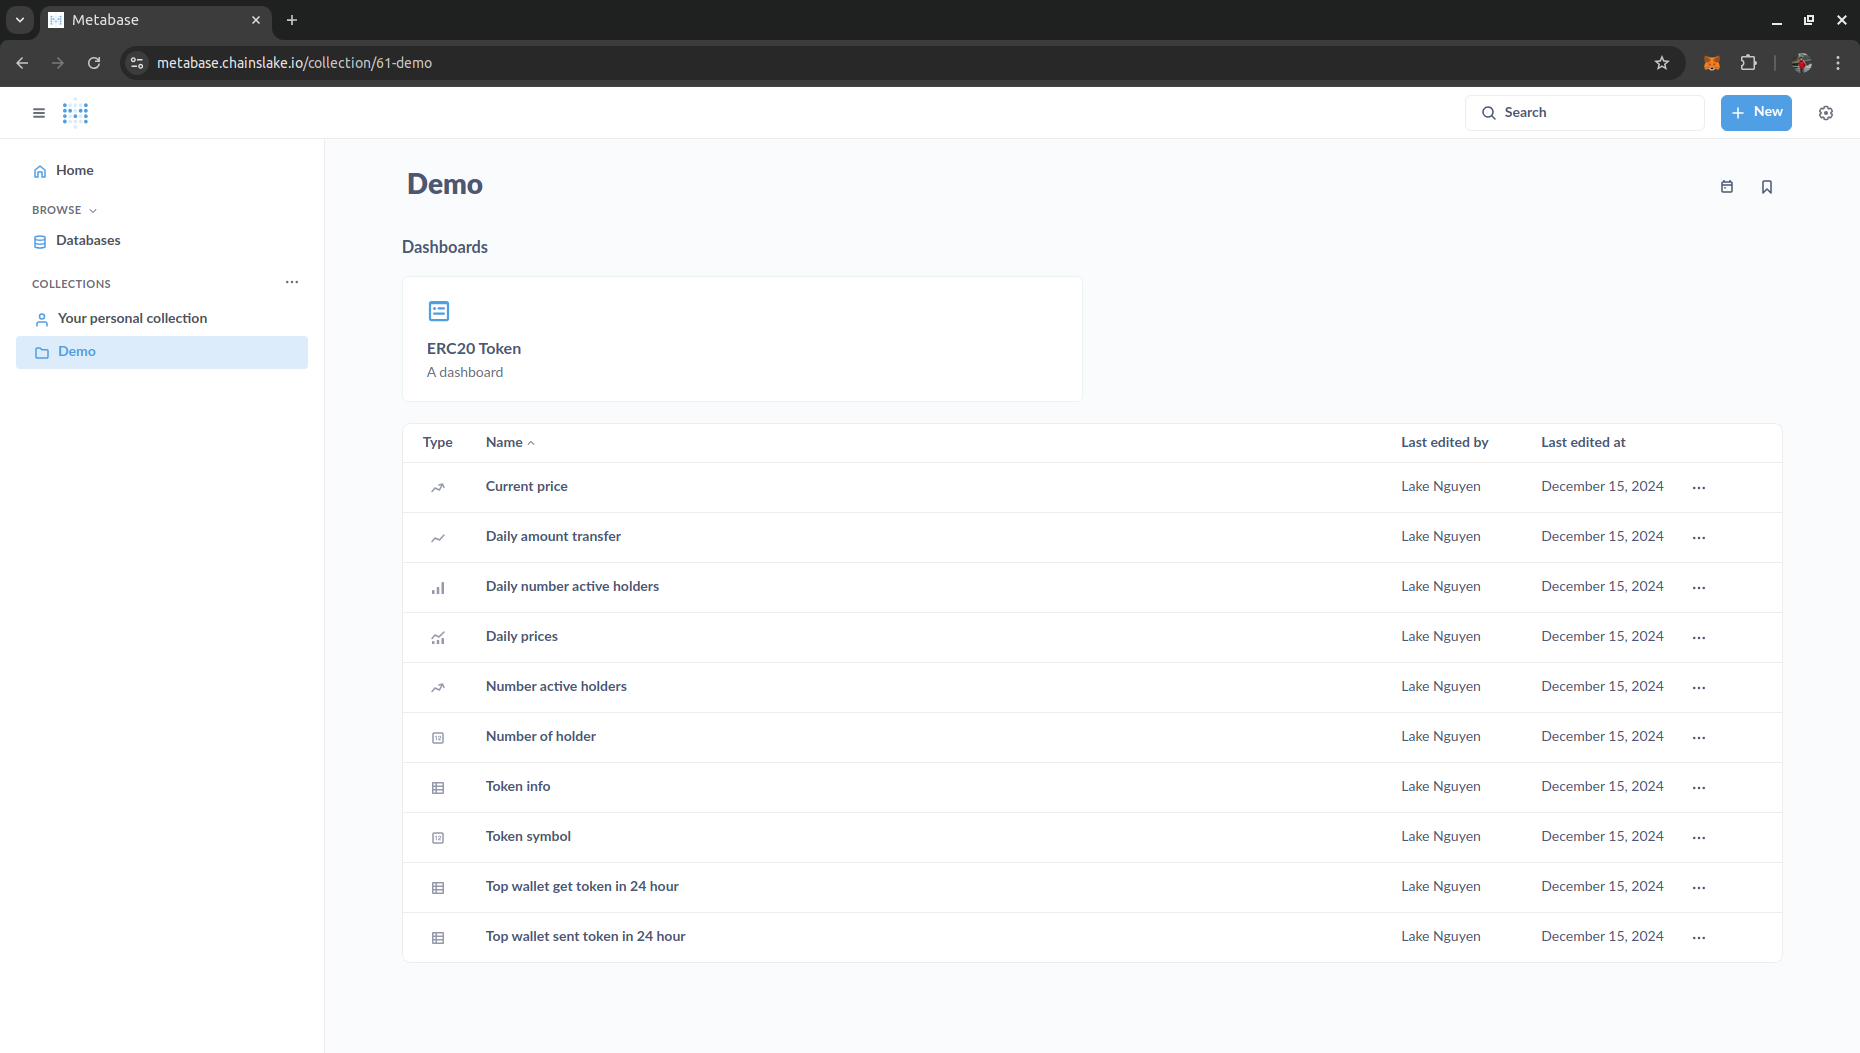 Metabase
metabase.chainslake.io/collection/61-demo
Search
New
Home
BROWSE
Databases
COLLECTIONS
Your personal collection
Demo
Demo
Dashboards
ERC20 Token
A dashboard
Type Name Last edited by Last edited at
Current price Lake Nguyen December 15, 2024
Daily amount transfer Lake Nguyen December 15, 2024
Daily number active holders Lake Nguyen December 15, 2024
Daily prices Lake Nguyen December 15, 2024
Number active holders Lake Nguyen December 15, 2024
Number of holder Lake Nguyen December 15, 2024
Token info Lake Nguyen December 15, 2024
Token symbol Lake Nguyen December 15, 2024
Top wallet get token in 24 hour Lake Nguyen December 15, 2024
Top wallet sent token in 24 hour Lake Nguyen December 15, 2024